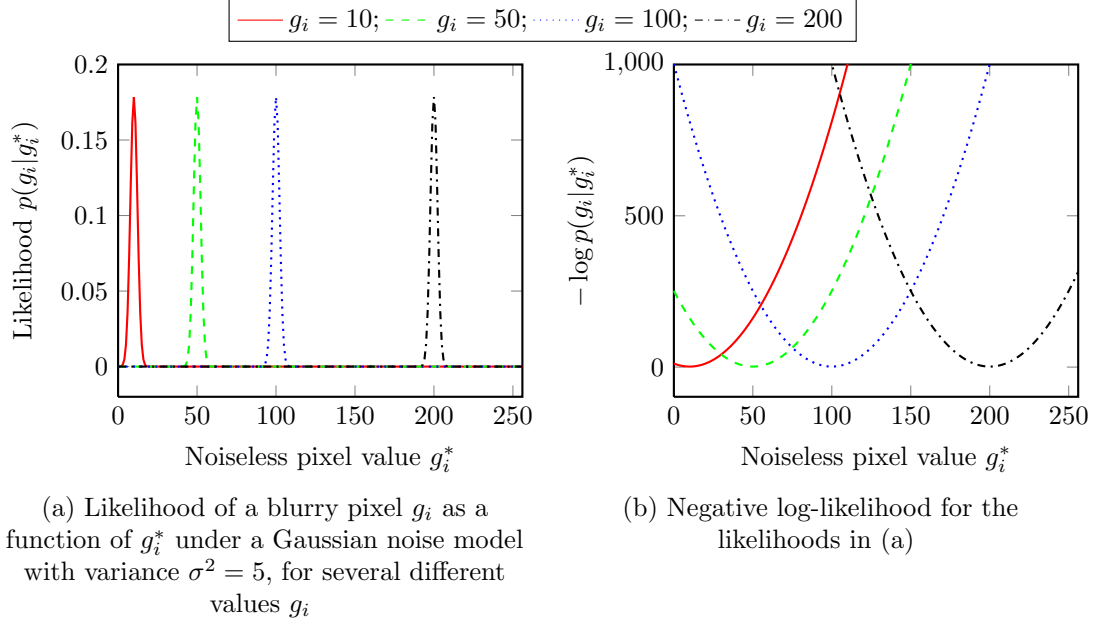 g_i = 10; g_i = 50; g_i = 100; g_i = 200
0.2
0.15
0.1
0.05
0
Likelihood p(g_i|g_i^*)
0 50 100 150 200 250
Noiseless pixel value g_i^*
(a) Likelihood of a blurry pixel g_i as a
function of g_i^* under a Gaussian noise model
with variance σ² = 5, for several different
values g_i
1,000
500
0
− log p(g_i|g_i^*)
0 50 100 150 200 250
Noiseless pixel value g_i^*
(b) Negative log-likelihood for the
likelihoods in (a)